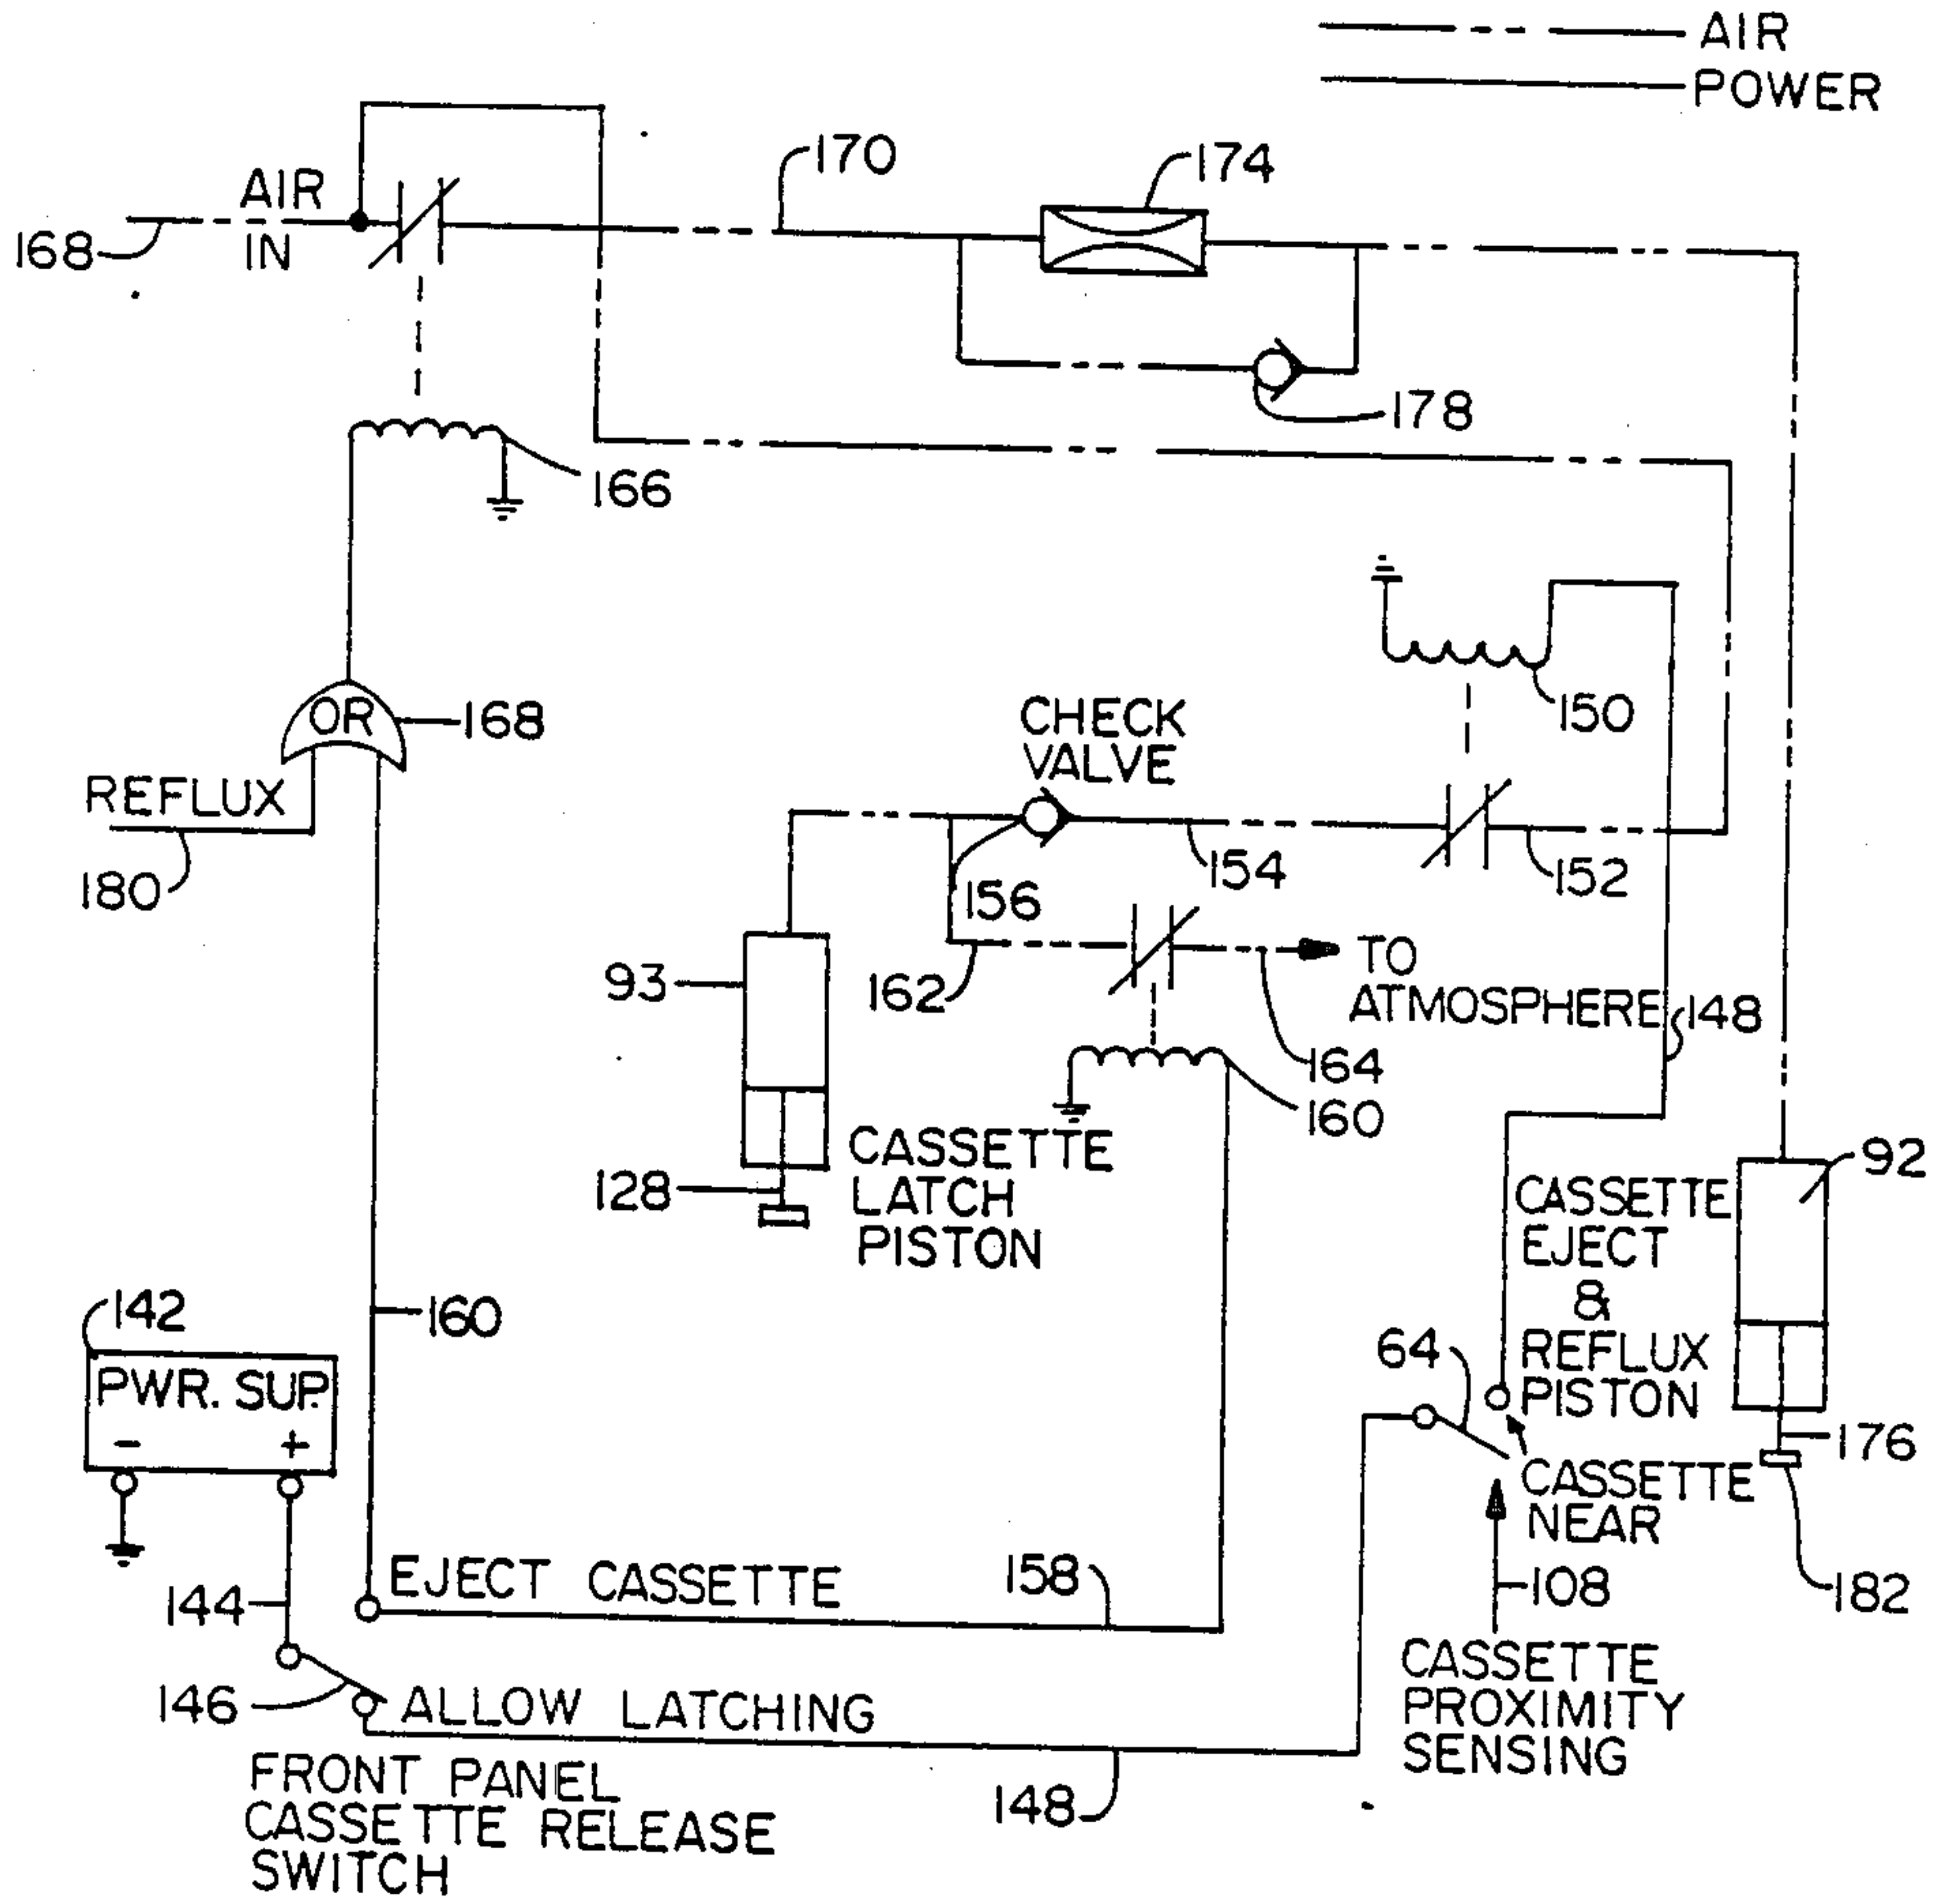 AIR
POWER
170
174
AIR
IN
168
178
166
150
CHECK
VALVE
OR
168
REFLUX
180
154
152
156
93
162
TO
ATMOSPHERE
148
164
160
CASSETTE
LATCH
PISTON
128
92
CASSETTE
EJECT
&
REFLUX
PISTON
142
PWR. SUP.
- +
160
64
176
CASSETTE
NEAR
EJECT CASSETTE
158
108
182
144
146
ALLOW LATCHING
CASSETTE
PROXIMITY
SENSING
FRONT PANEL
CASSETTE RELEASE
SWITCH
148